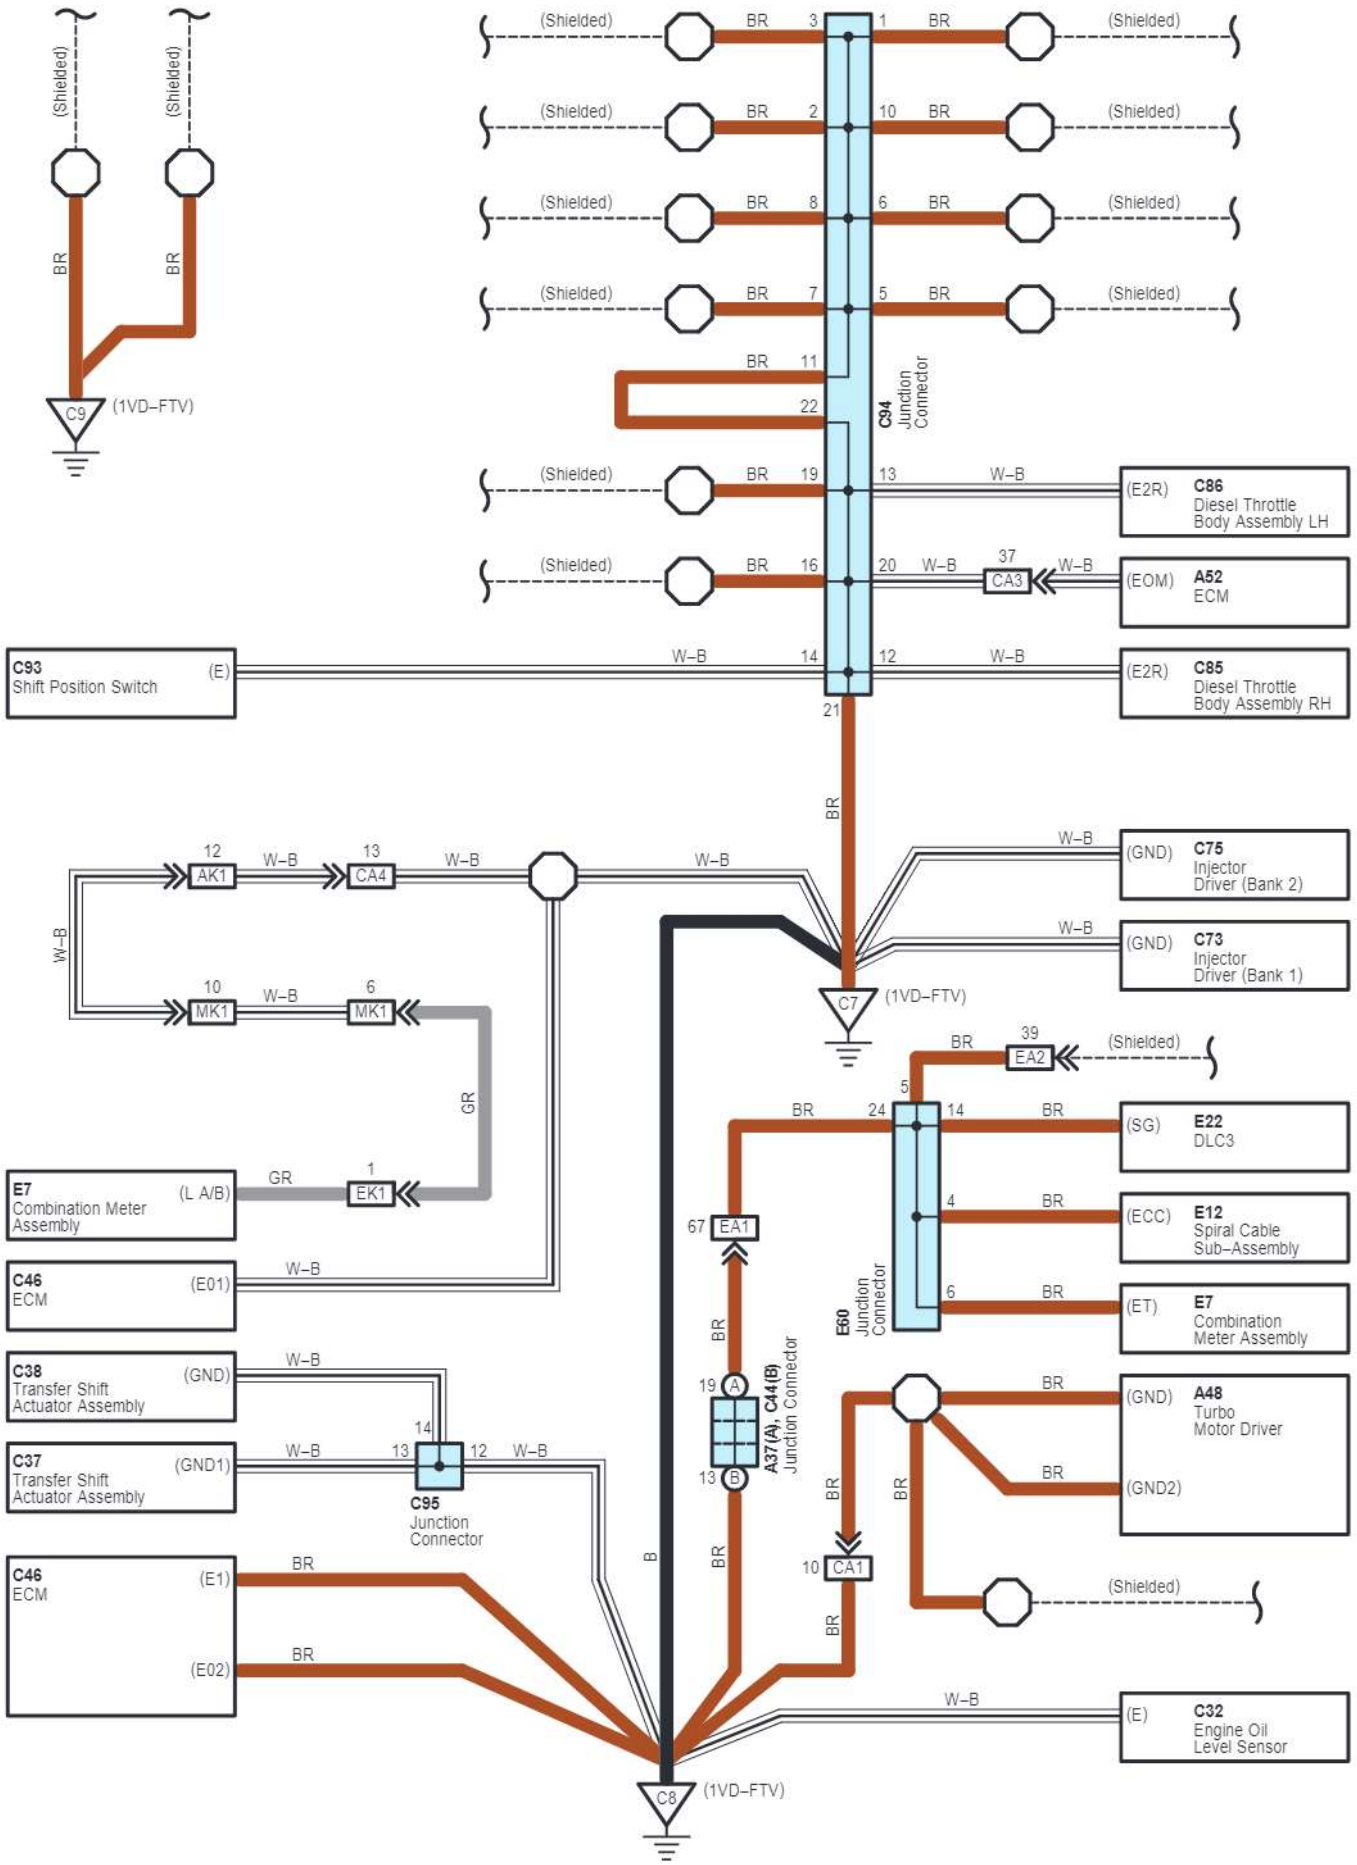 (Shielded)
(Shielded)
BR
BR
C9
(1VD–FTV)
(Shielded) BR 3 1 BR (Shielded)
(Shielded) BR 2 10 BR (Shielded)
(Shielded) BR 8 6 BR (Shielded)
(Shielded) BR 7 5 BR (Shielded)
BR 11
22
C94
Junction
Connector
(Shielded) BR 19 13 W–B (E2R)
C86
Diesel Throttle
Body Assembly LH
(Shielded) BR 16 20 W–B 37 CA3 W–B (EOM)
A52
ECM
C93
Shift Position Switch
(E) W–B 14 12 W–B (E2R)
C85
Diesel Throttle
Body Assembly RH
21
BR
12 AK1 W–B 13 CA4 W–B W–B
W–B
10 MK1 W–B 6 MK1
GR
W–B (GND)
C75
Injector
Driver (Bank 2)
W–B (GND)
C73
Injector
Driver (Bank 1)
C7
(1VD–FTV)
BR 39 EA2 (Shielded)
5
BR 24 14 BR (SG)
E22
DLC3
4 BR (ECC)
E12
Spiral Cable
Sub–Assembly
6 BR (ET)
E7
Combination
Meter Assembly
E60
Junction
Connector
67 EA1
BR
19 A
13 B
A37(A), C44(B)
Junction Connector
BR
E7
Combination Meter
Assembly
(L A/B) GR 1 EK1
C46
ECM
(E01) W–B
C38
Transfer Shift
Actuator Assembly
(GND) W–B
14
C37
Transfer Shift
Actuator Assembly
(GND1) W–B 13 12 W–B
C95
Junction
Connector
C46
ECM
(E1) BR
(E02) BR
B
BR (GND)
A48
Turbo
Motor Driver
BR (GND2)
BR
BR
10 CA1
BR
(Shielded)
W–B (E)
C32
Engine Oil
Level Sensor
C8
(1VD–FTV)